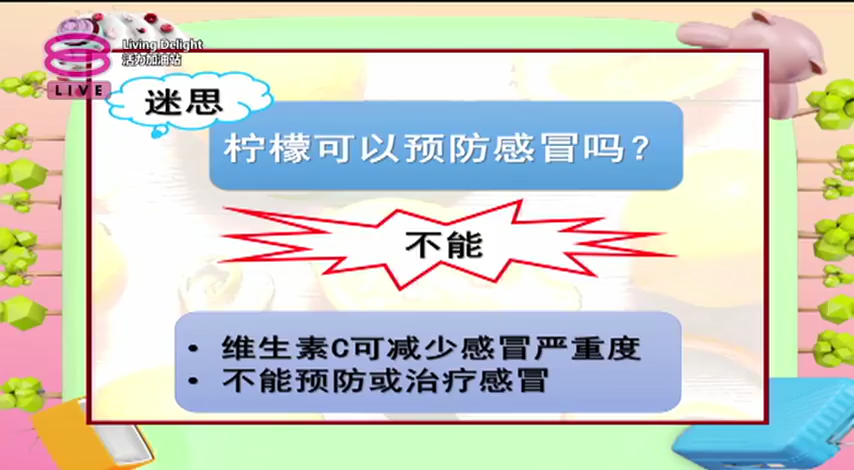 Living Delight
活力加油站
LIVE
迷思
柠檬可以预防感冒吗？
不能
• 维生素C可减少感冒严重度
• 不能预防或治疗感冒